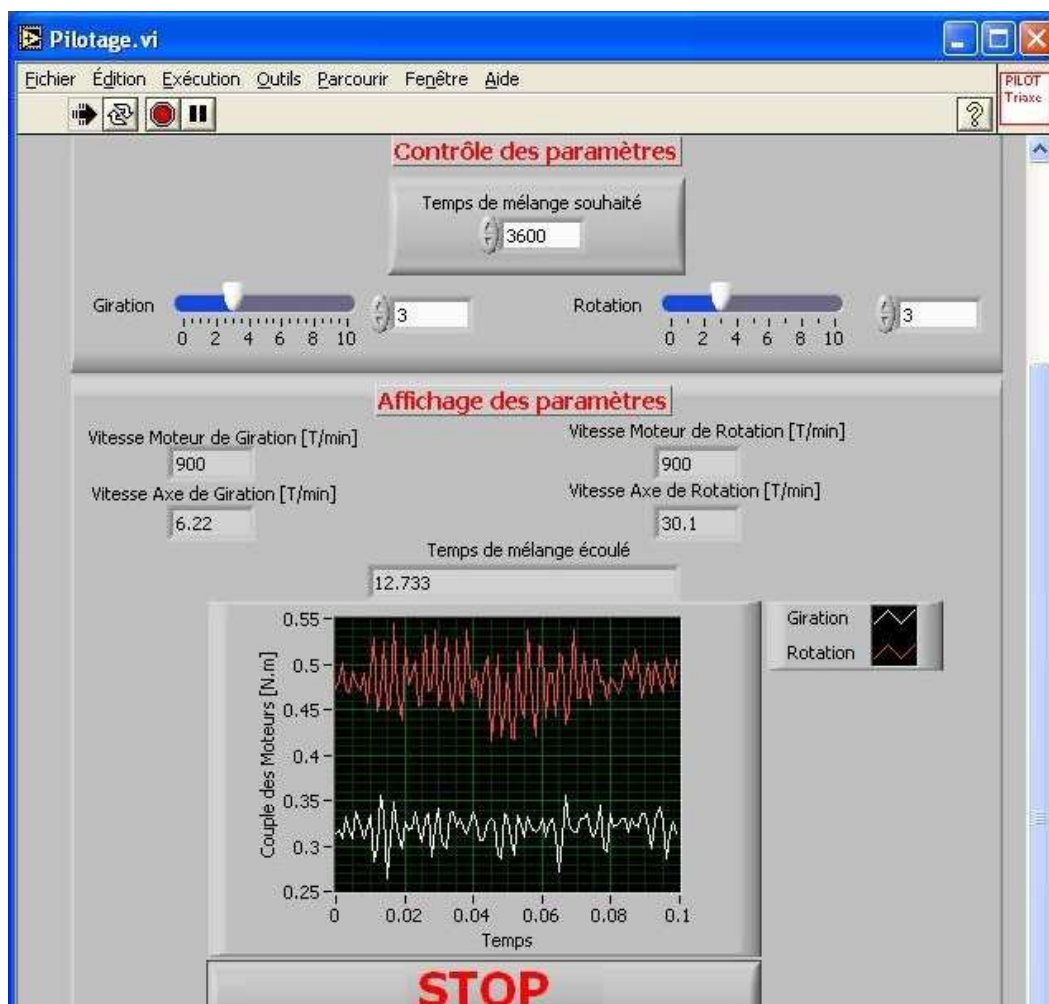 Pilotage.vi
Fichier Édition Exécution Outils Parcourir Fenêtre Aide
PILOT
Triaxe
?
Contrôle des paramètres
Temps de mélange souhaité
3600
Giration
0 2 4 6 8 10
3
Rotation
0 2 4 6 8 10
3
Affichage des paramètres
Vitesse Moteur de Giration [T/min]
900
Vitesse Moteur de Rotation [T/min]
900
Vitesse Axe de Giration [T/min]
6.22
Vitesse Axe de Rotation [T/min]
30.1
Temps de mélange écoulé
12.733
Couple des Moteurs [N.m]
0.55
0.5
0.45
0.4
0.35
0.3
0.25
0 0.02 0.04 0.06 0.08 0.1
Temps
Giration
Rotation
STOP